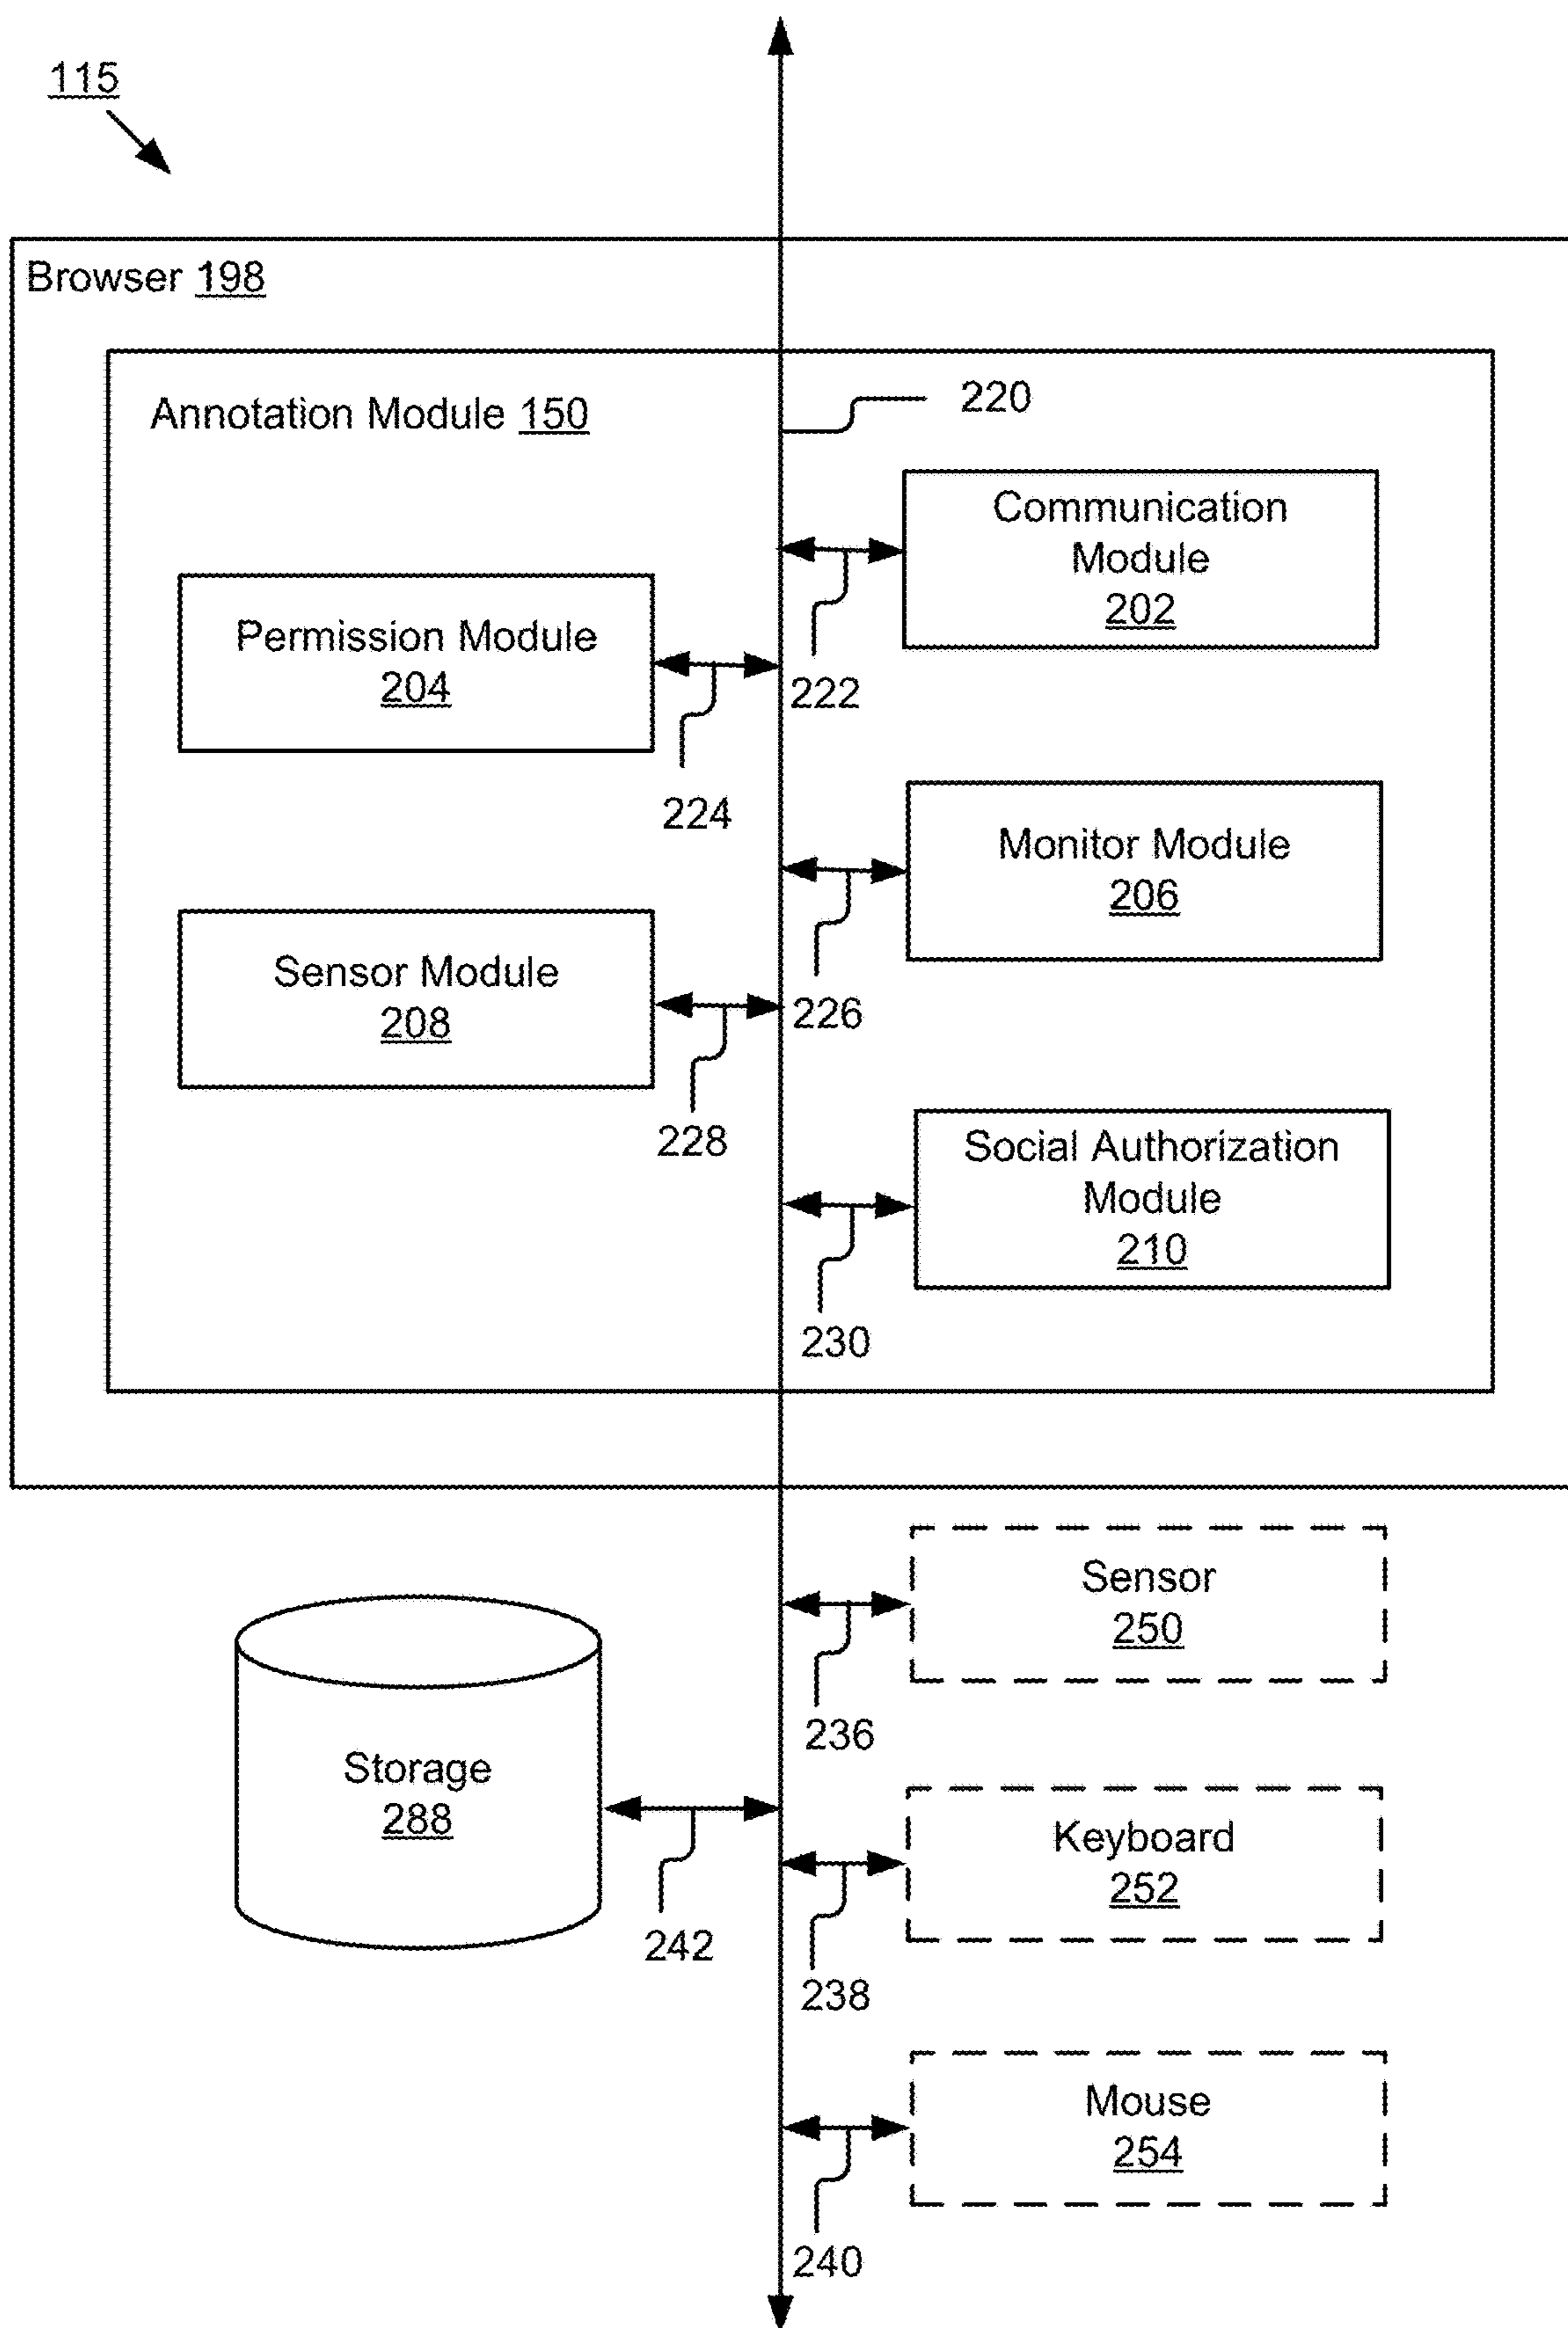 115
Browser 198
Annotation Module 150
220
Communication
Module
202
222
Permission Module
204
224
Monitor Module
206
226
Sensor Module
208
228
Social Authorization
Module
210
230
Sensor
250
236
Storage
288
242
Keyboard
252
238
Mouse
254
240